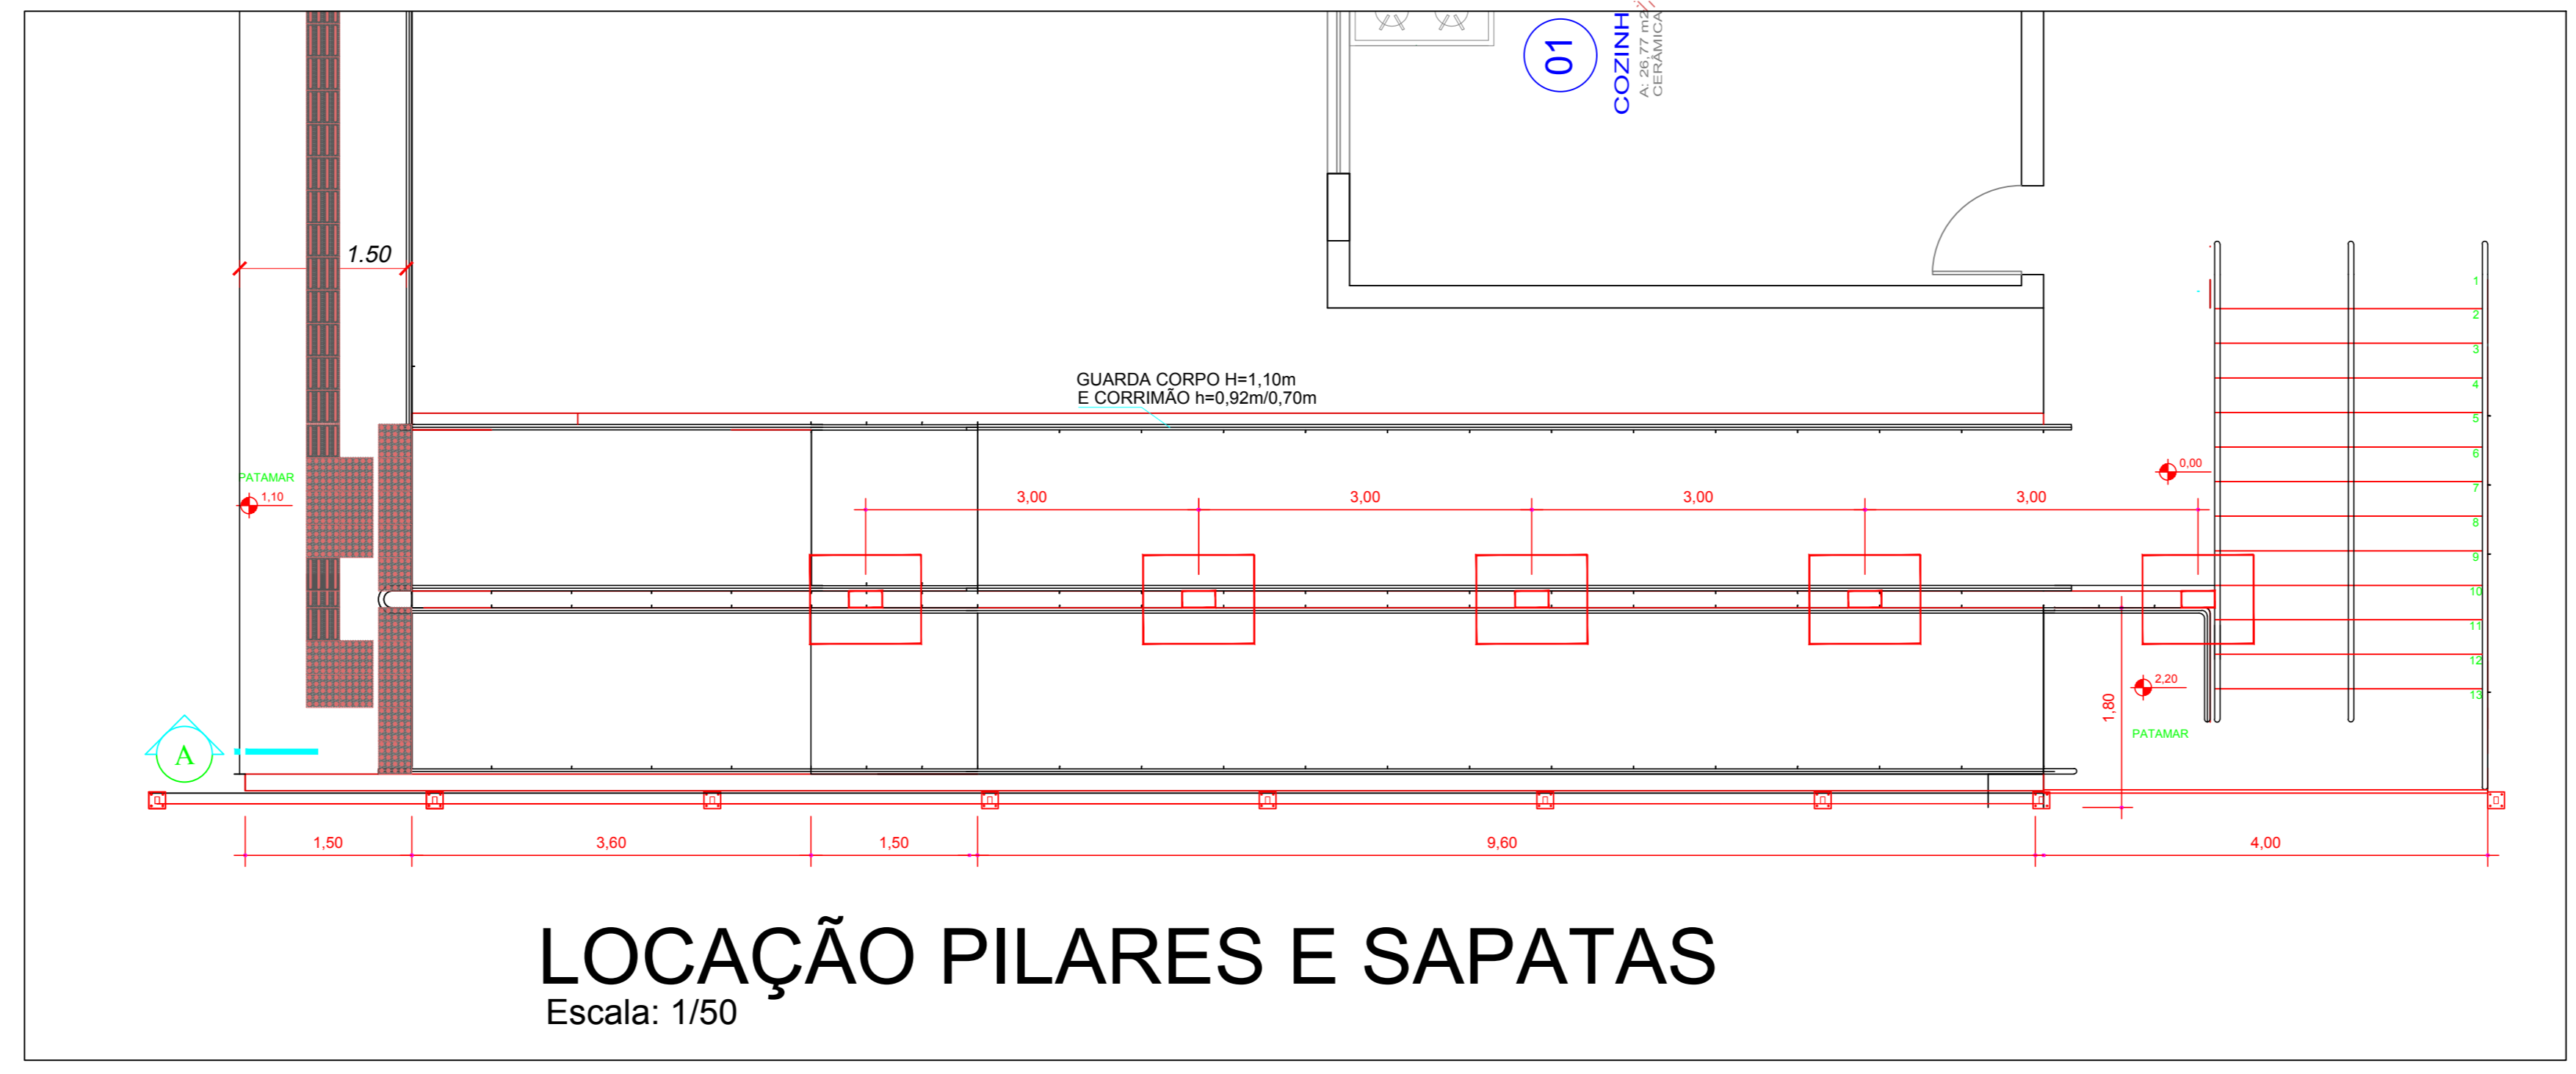 01
COZINH
A: 26,77 m2
CERÂMICA
1.50
1
2
3
4
5
6
7
8
9
10
11
12
13
GUARDA CORPO H=1,10m
E CORRIMÃO h=0,92m/0,70m
0,00
PATAMAR
1,10
3,00
3,00
3,00
3,00
2,20
1,80
PATAMAR
A
1,50
3,60
1,50
9,60
4,00
LOCAÇÃO PILARES E SAPATAS
Escala: 1/50